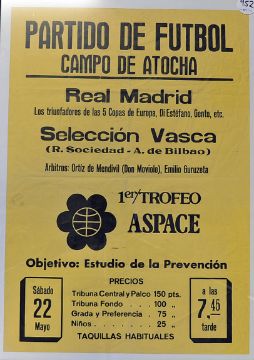 952
PARTIDO DE FUTBOL
CAMPO DE ATOCHA
Real Madrid
Los triunfadores de las 5 Copas de Europa, Di Estéfano, Gento, etc.
Selección Vasca
(R. Sociedad - A. de Bilbao)
Arbitros: Ortiz de Mendivil (Don Moviolo), Emilio Guruzeta
1er/TROFEO
ASPACE
Objetivo: Estudio de la Prevención
Sábado
22
Mayo
PRECIOS
Tribuna Central y Palco 150 pts.
Tribuna Fondo . . . 100 »
Grada y Preferencia . 75 »
Niños . . . . . 25 »
TAQUILLAS HABITUALES
a las
7,45
tarde